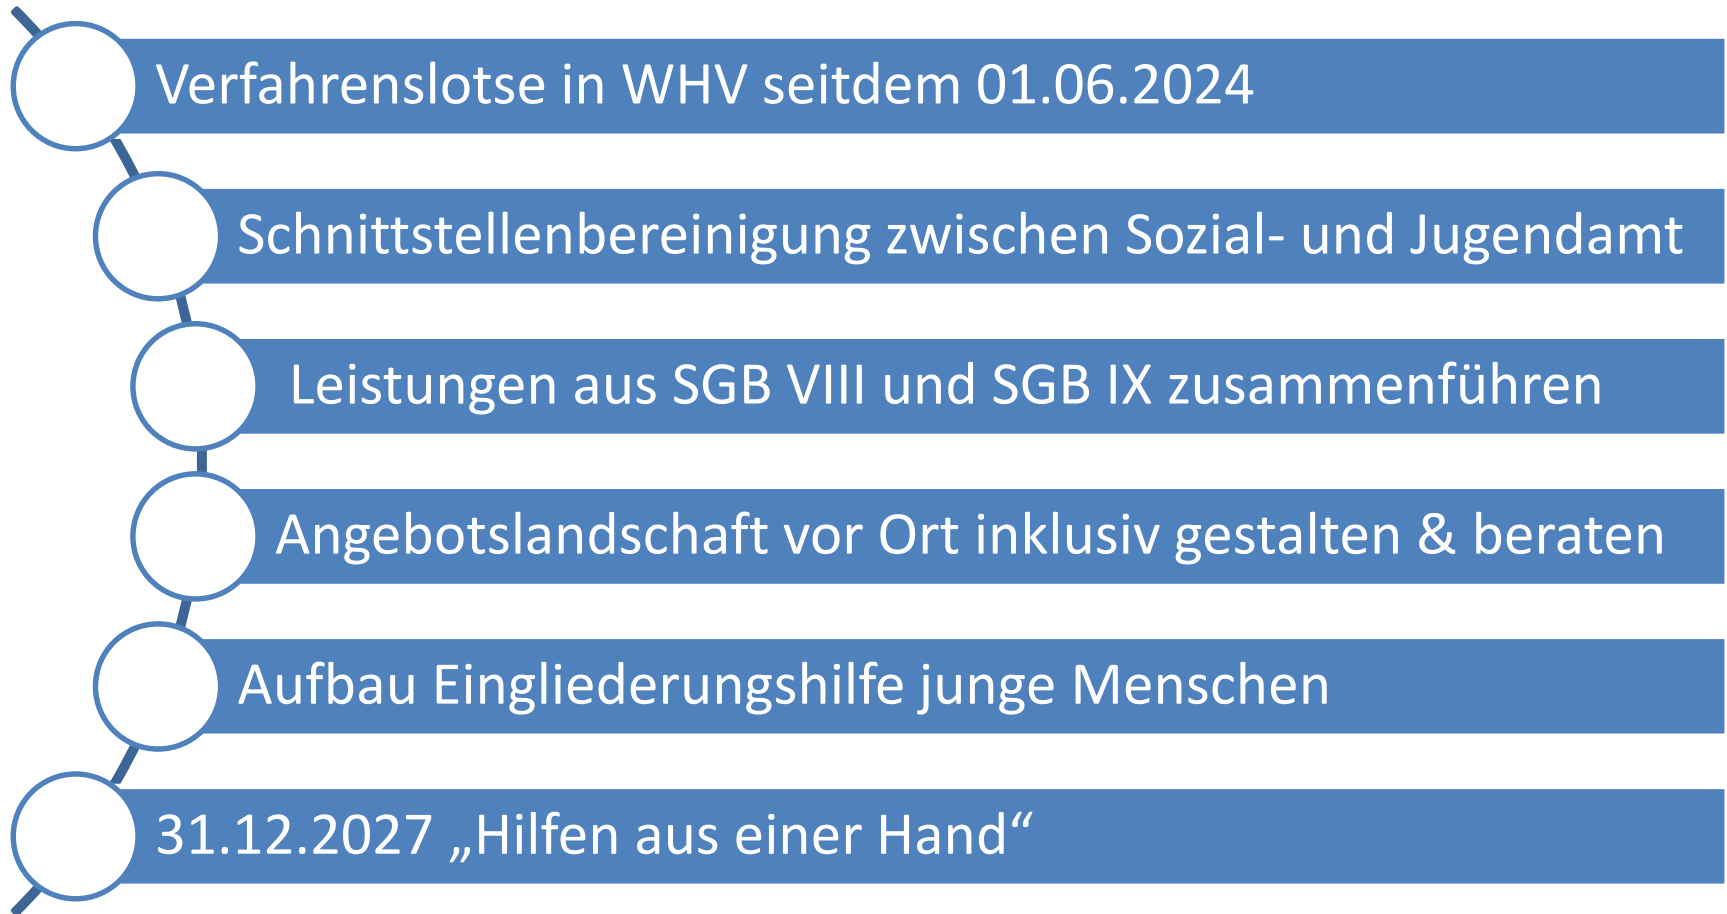 Verfahrenslotse in WHV seitdem 01.06.2024
Schnittstellenbereinigung zwischen Sozial- und Jugendamt
Leistungen aus SGB VIII und SGB IX zusammenführen
Angebotslandschaft vor Ort inklusiv gestalten & beraten
Aufbau Eingliederungshilfe junge Menschen
31.12.2027 „Hilfen aus einer Hand“